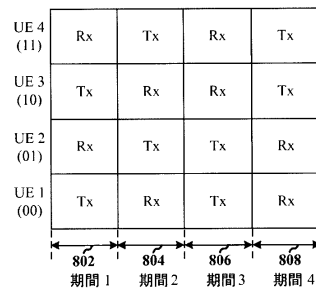 UE 4
(11)
Rx Tx Rx Tx
UE 3
(10)
Tx Rx Rx Tx
UE 2
(01)
Rx Tx Tx Rx
UE 1
(00)
Tx Rx Tx Rx
802 804 806 808
期間 1 期間 2 期間 3 期間 4